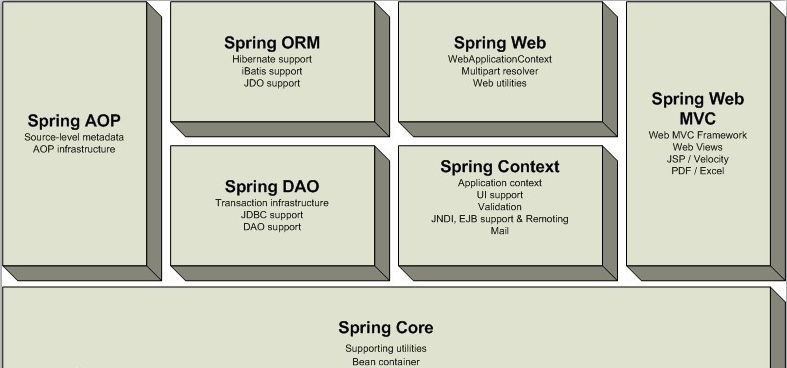 Spring AOP
Source-level metadata
AOP infrastructure
Spring ORM
Hibernate support
iBatis support
JDO support
Spring Web
WebApplicationContext
Multipart resolver
Web utilities
Spring Web
MVC
Web MVC Framework
Web Views
JSP / Velocity
PDF / Excel
Spring DAO
Transaction infrastructure
JDBC support
DAO support
Spring Context
Application context
UI support
Validation
JNDI, EJB support & Remoting
Mail
Spring Core
Supporting utilities
Bean container